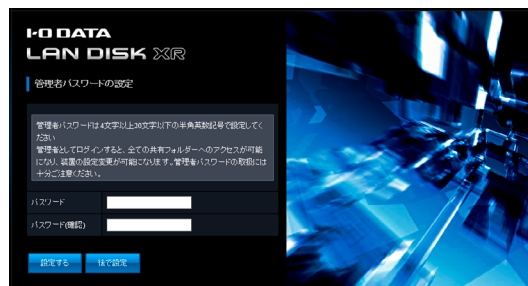 I-O DATA
LAN DISK XR
管理者パスワードの設定
管理者パスワードは4文字以上20文字以下の半角英数記号で設定してく
ださい
管理者としてログインすると、全ての共有フォルダーへのアクセスが可能
になり、装置の設定変更が可能になります。管理者パスワードの取扱には
十分ご注意ください。
パスワード
パスワード(確認)
設定する 後で設定